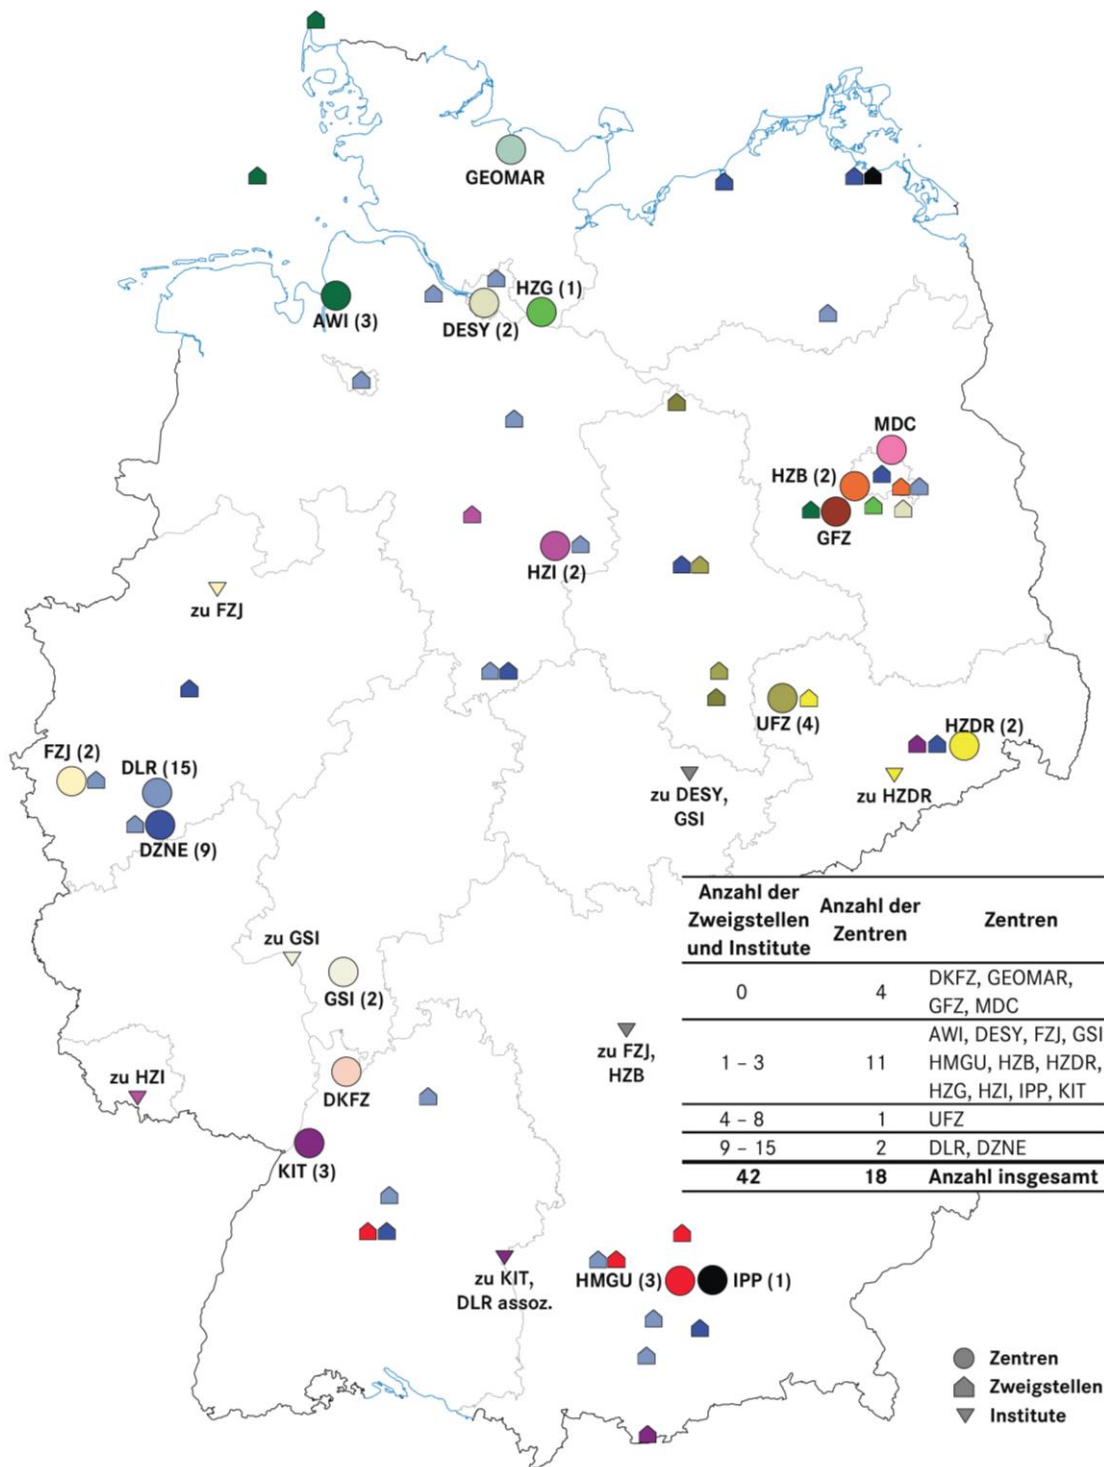 GEOMAR
HZG (1)
AWI (3)
DESY (2)
MDC
HZB (2)
GFZ
HZI (2)
zu FZJ
UFZ (4)
HZDR (2)
FZJ (2)
DLR (15)
zu DESY,
GSI
zu HZDR
DZNE (9)
zu GSI
GSI (2)
zu FZJ,
HZB
zu HZI
DKFZ
KIT (3)
zu KIT,
DLR assoz.
HMGU (3)
IPP (1)
Anzahl der
Zweigstellen
und Institute
Anzahl der
Zentren
Zentren
0
4
DKFZ, GEOMAR,
GFZ, MDC
1 – 3
11
AWI, DESY, FZJ, GSI
HMGU, HZB, HZDR,
HZG, HZI, IPP, KIT
4 – 8
1
UFZ
9 – 15
2
DLR, DZNE
42
18
Anzahl insgesamt
Zentren
Zweigstellen
Institute